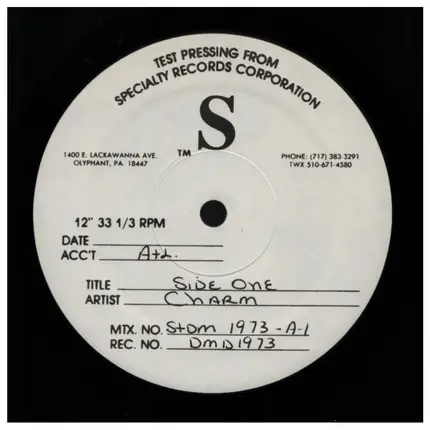 TEST PRESSING FROM
SPECIALTY RECORDS CORPORATION
S
TM
1400 E. LACKAWANNA AVE.
OLYPHANT, PA. 18447
PHONE: (717) 383-3291
TWX 510-671-4580
12" 33 1/3 RPM
DATE
ACC'T Atl.
TITLE SiDE ONE
ARTIST CHARM
MTX. NO. StDm 1973-A-1
REC. NO. DmD1973